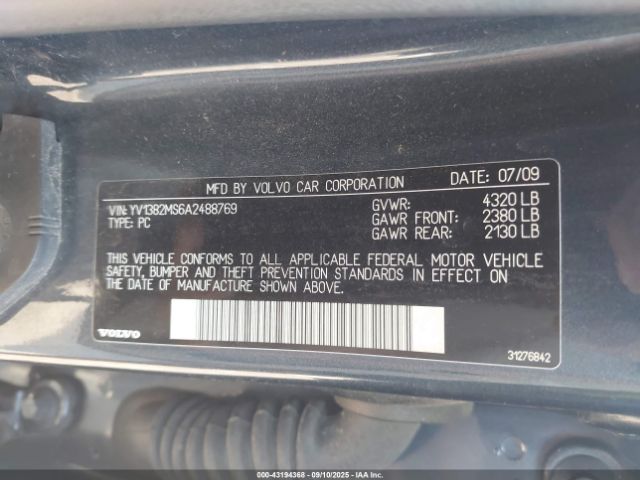 MFD BY VOLVO CAR CORPORATION DATE: 07/09
VIN: YV1382MS6A2488769 GVWR: 4320 LB
TYPE: PC GAWR FRONT: 2380 LB
GAWR REAR: 2130 LB
THIS VEHICLE CONFORMS TO ALL APPLICABLE FEDERAL MOTOR VEHICLE
SAFETY, BUMPER AND THEFT PREVENTION STANDARDS IN EFFECT ON
THE DATE OF MANUFACTURE SHOWN ABOVE.
VOLVO
31276842
000-43194368 09/10/2025 IAAI.COM